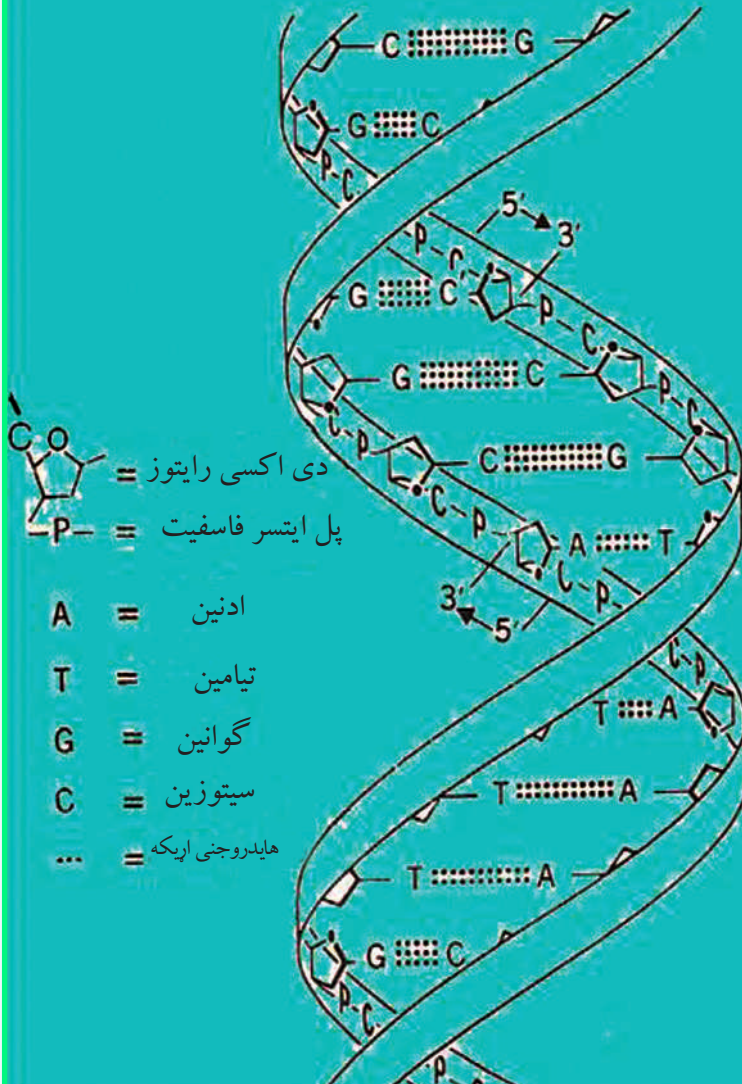 C G
G C
P-C
5′ 3′
P-C
G C P-C
P-C
G C
C-P
C G
C-P
A T
C-P
3′ 5′
C-P
T A
T A
T A
G C
P-C
P
C O
= دی اکسی رایتوز
-P- = پل ایتسر فاسفیت
A = ادنین
T = تیامین
G = گوانین
C = سیتوزین
... = هایدروجنی اړیکه